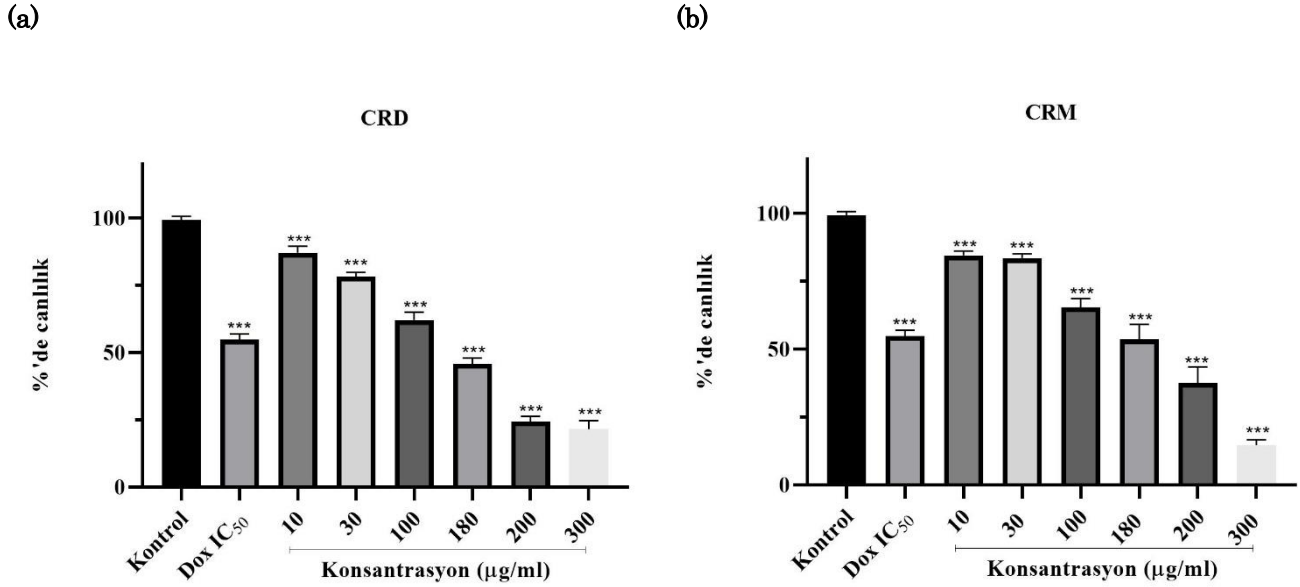 (a)
CRD
100
50
0
%'de canlılık
***
***
***
***
***
***
***
Kontrol
Dox IC₅₀
10
30
100
180
200
300
Konsantrasyon (µg/ml)
(b)
CRM
100
50
0
%'de canlılık
***
***
***
***
***
***
***
Kontrol
Dox IC₅₀
10
30
100
180
200
300
Konsantrasyon (µg/ml)